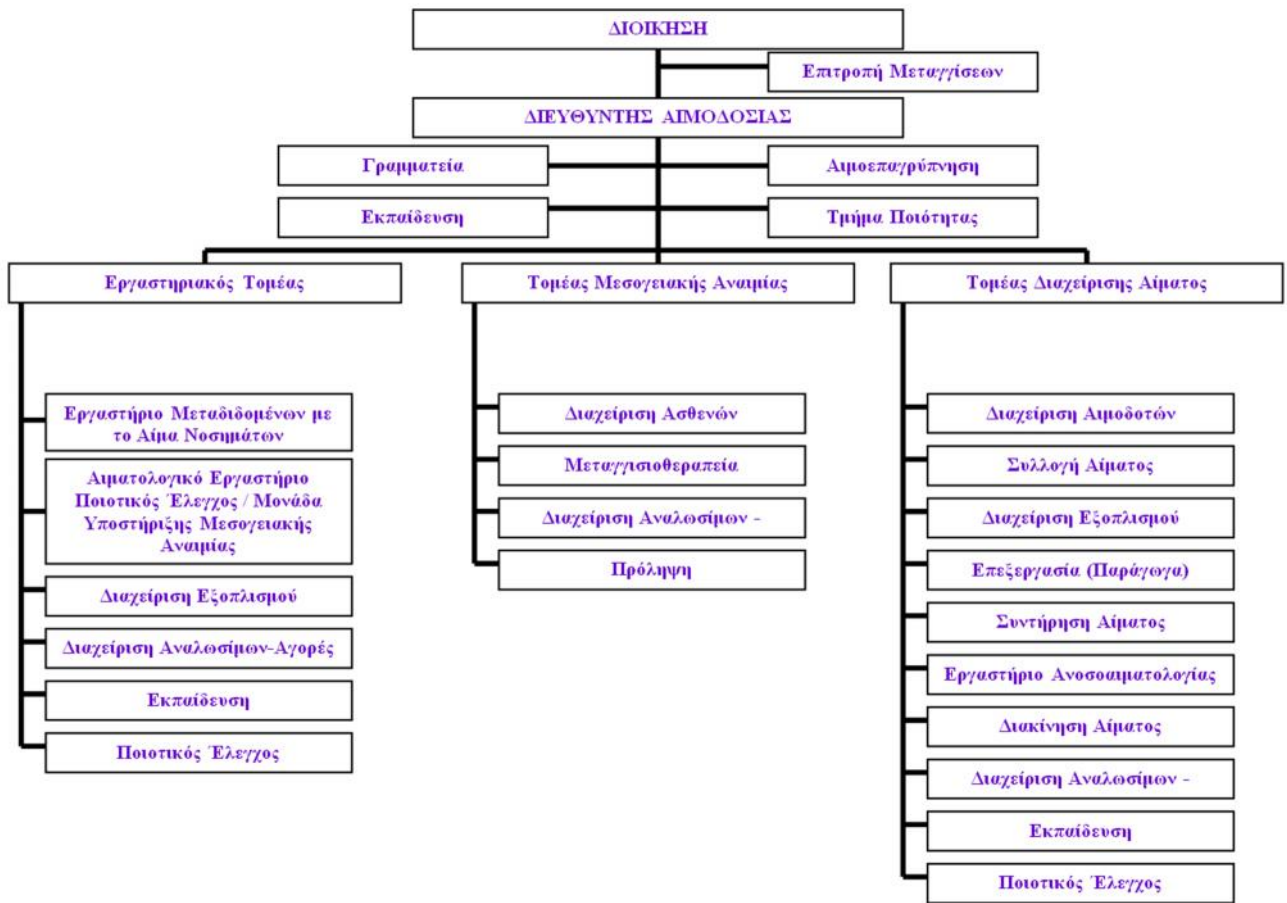 ΔΙΟΙΚΗΣΗ
Επιτροπή Μεταγγίσεων
ΔΙΕΥΘΥΝΤΗΣ ΑΙΜΟΔΟΣΙΑΣ
Γραμματεία
Αιμοεπαγρύπνηση
Εκπαίδευση
Τμήμα Ποιότητας
Εργαστηριακός Τομέας
Εργαστήριο Μεταδιδομένων με
το Αίμα Νοσημάτων
Αιματολογικό Εργαστήριο
Ποιοτικός Έλεγχος / Μονάδα
Υποστήριξης Μεσογειακής
Αναιμίας
Διαχείριση Εξοπλισμού
Διαχείριση Αναλωσίμων-Αγορές
Εκπαίδευση
Ποιοτικός Έλεγχος
Τομέας Μεσογειακής Αναιμίας
Διαχείριση Ασθενών
Μεταγγισιοθεραπεία
Διαχείριση Αναλωσίμων -
Πρόληψη
Τομέας Διαχείρισης Αίματος
Διαχείριση Αιμοδοτών
Συλλογή Αίματος
Διαχείριση Εξοπλισμού
Επεξεργασία (Παράγωγα)
Συντήρηση Αίματος
Εργαστήριο Ανοσοαιματολογίας
Διακίνηση Αίματος
Διαχείριση Αναλωσίμων -
Εκπαίδευση
Ποιοτικός Έλεγχος